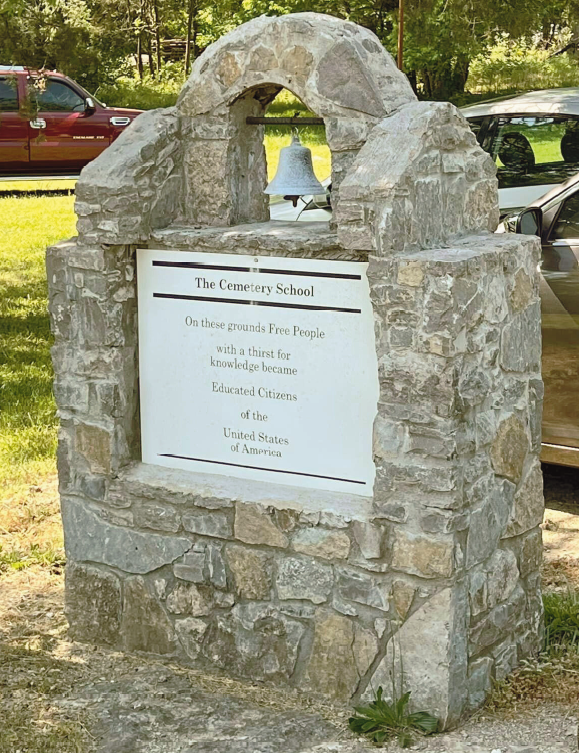 The Cemetery School
On these grounds Free People
with a thirst for
knowledge became
Educated Citizens
of the
United States
of America